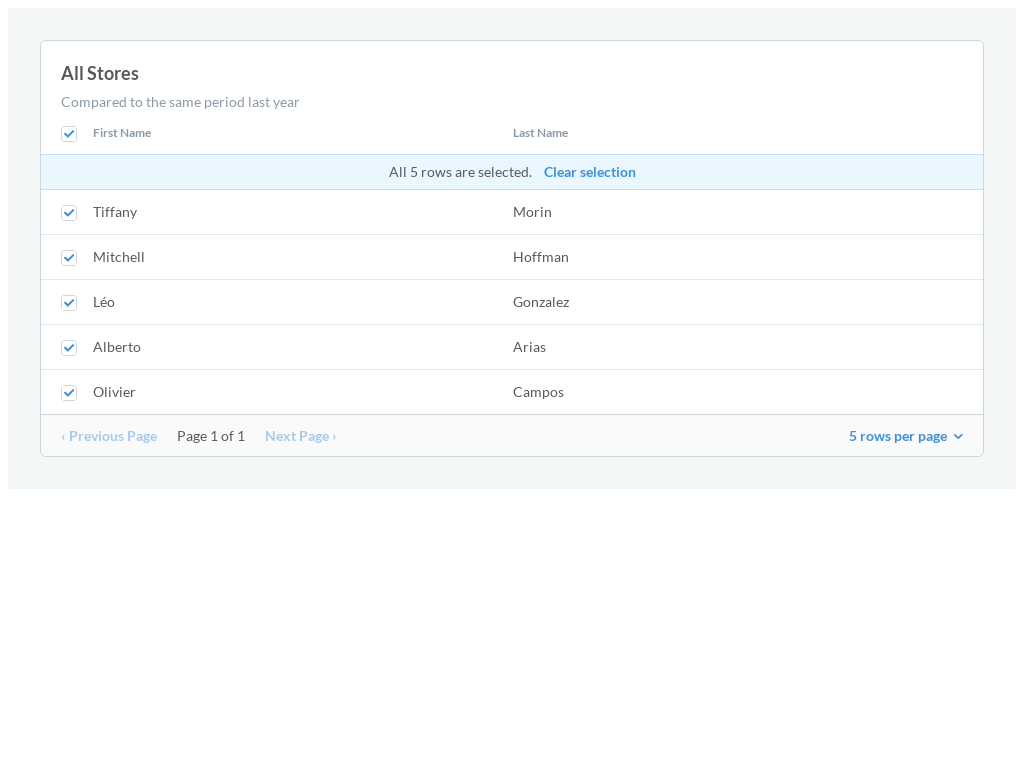 All Stores
Compared to the same period last year
First Name Last Name
All 5 rows are selected. Clear selection
Tiffany Morin
Mitchell Hoffman
Léo Gonzalez
Alberto Arias
Olivier Campos
‹ Previous Page Page 1 of 1 Next Page › 5 rows per page